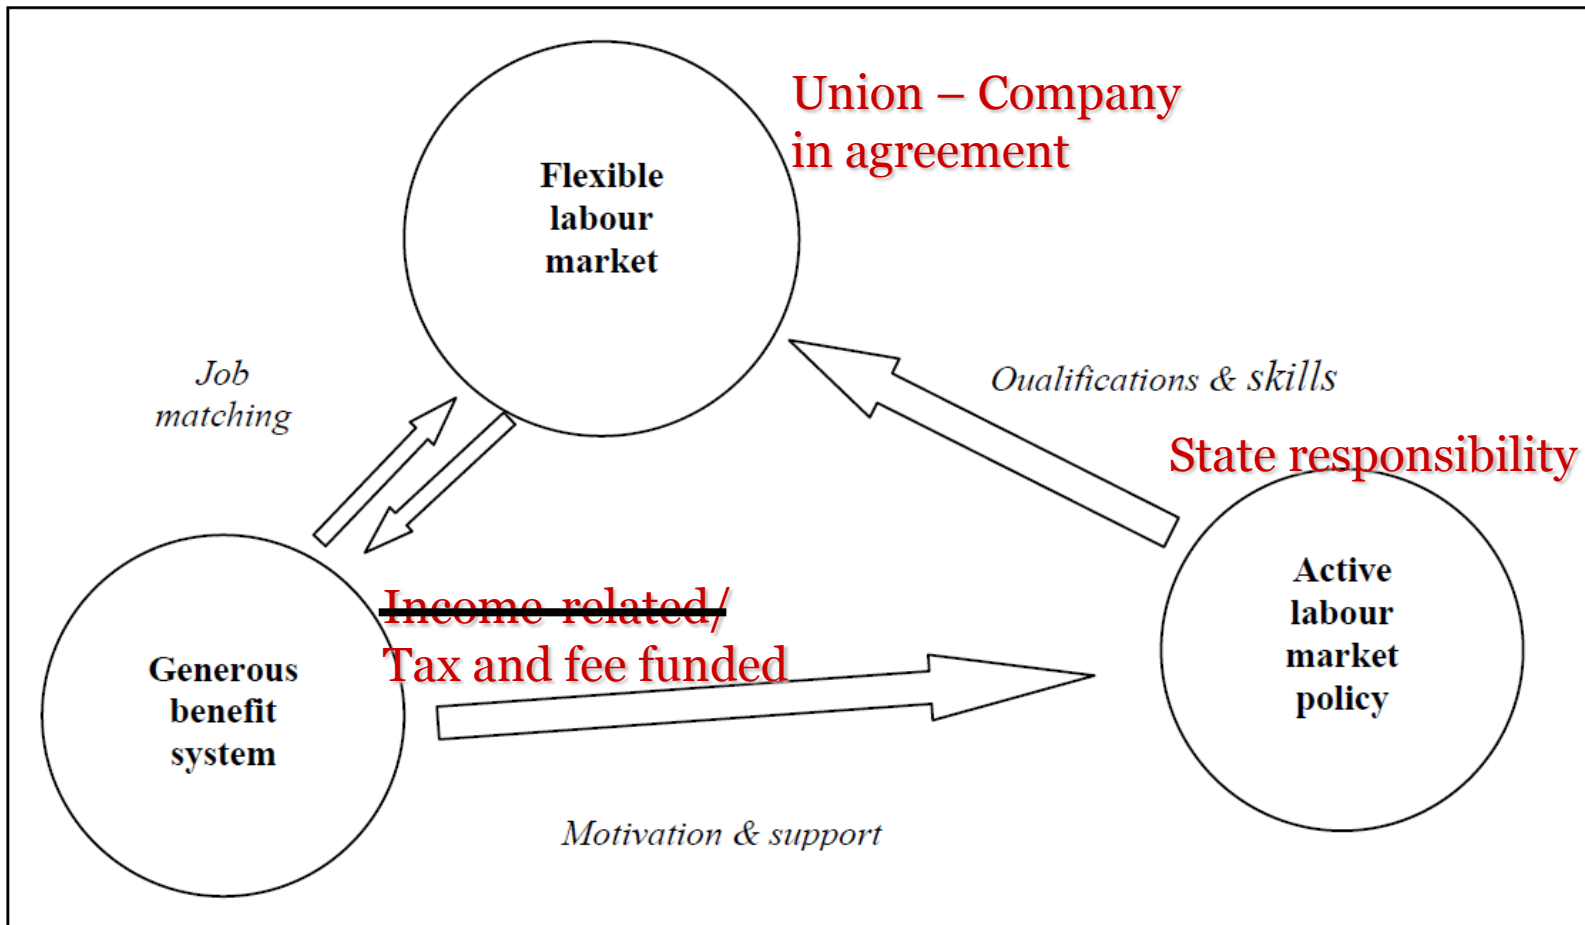 Union – Company
in agreement
Flexible
labour
market
Job
matching
Oualifications & skills
State responsibility
Income-related/
Tax and fee funded
Generous
benefit
system
Active
labour
market
policy
Motivation & support